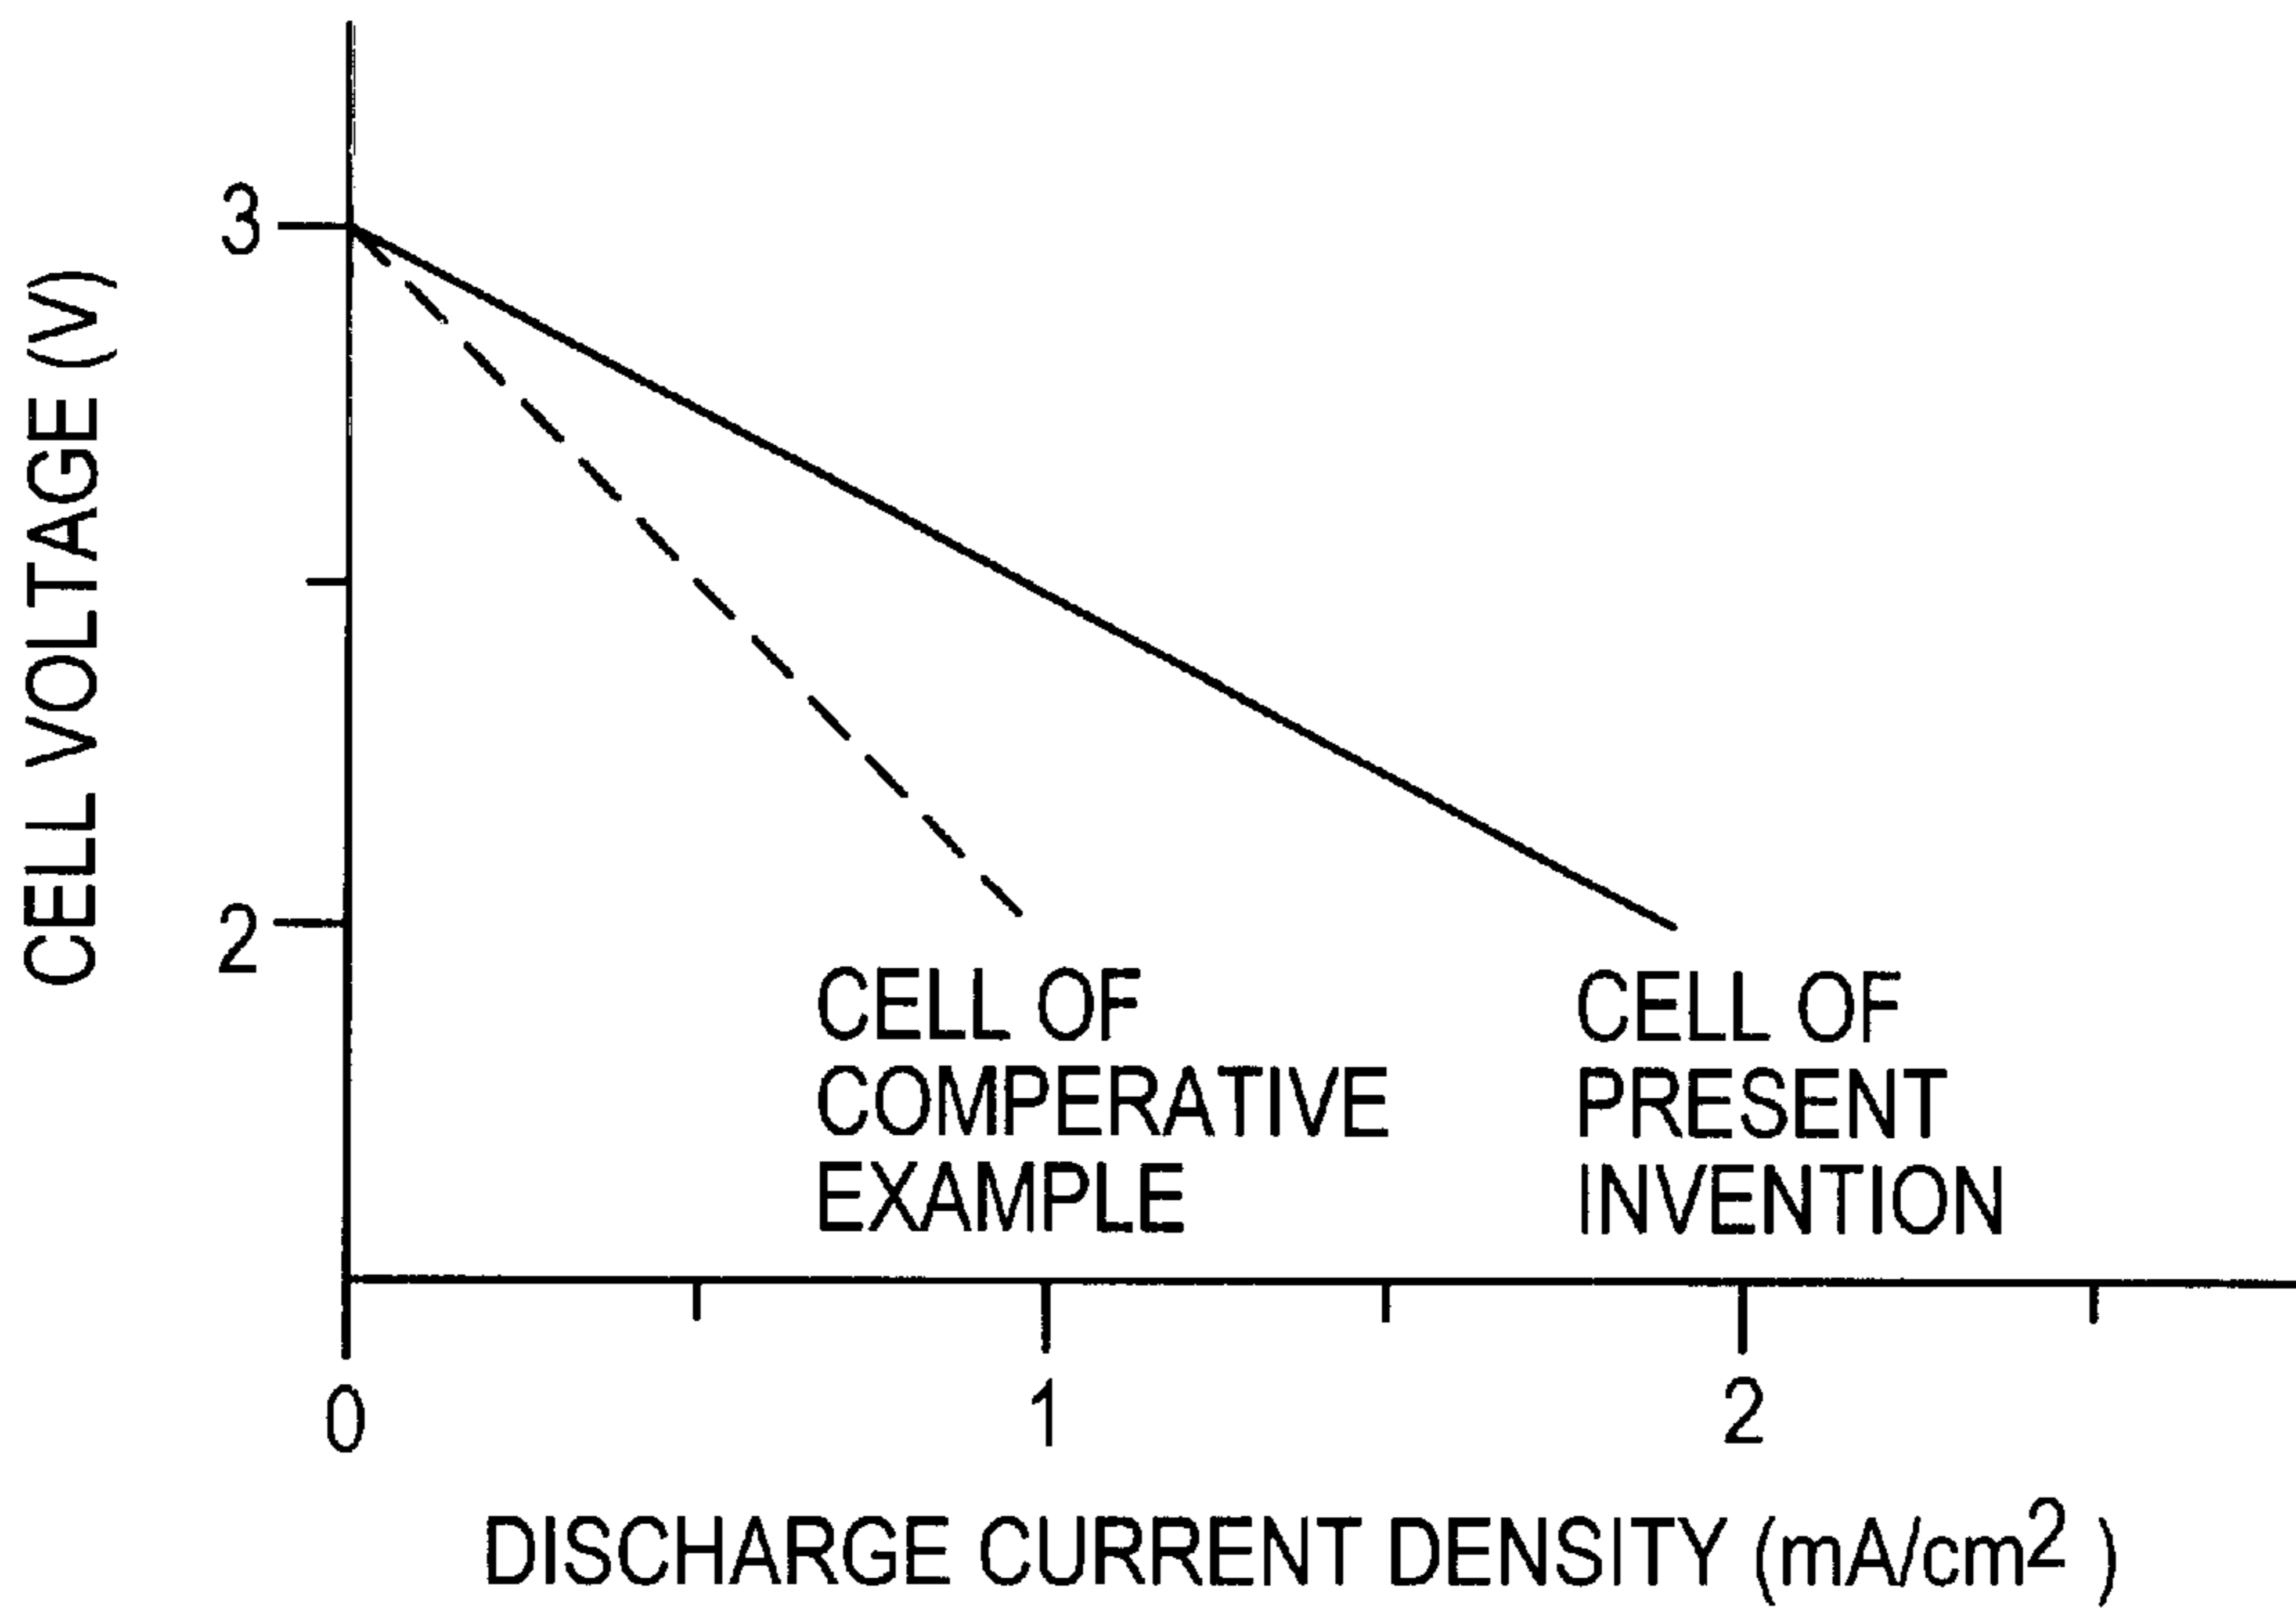 CELL VOLTAGE (V)
3
2
CELL OF
COMPERATIVE
EXAMPLE
CELL OF
PRESENT
INVENTION
0
1
2
DISCHARGE CURRENT DENSITY (mA/cm²)